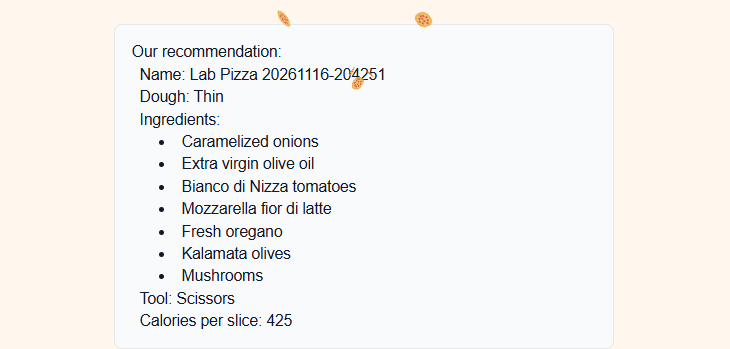 Our recommendation:
Name: Lab Pizza 20261116-204251
Dough: Thin
Ingredients:
• Caramelized onions
• Extra virgin olive oil
• Bianco di Nizza tomatoes
• Mozzarella fior di latte
• Fresh oregano
• Kalamata olives
• Mushrooms
Tool: Scissors
Calories per slice: 425